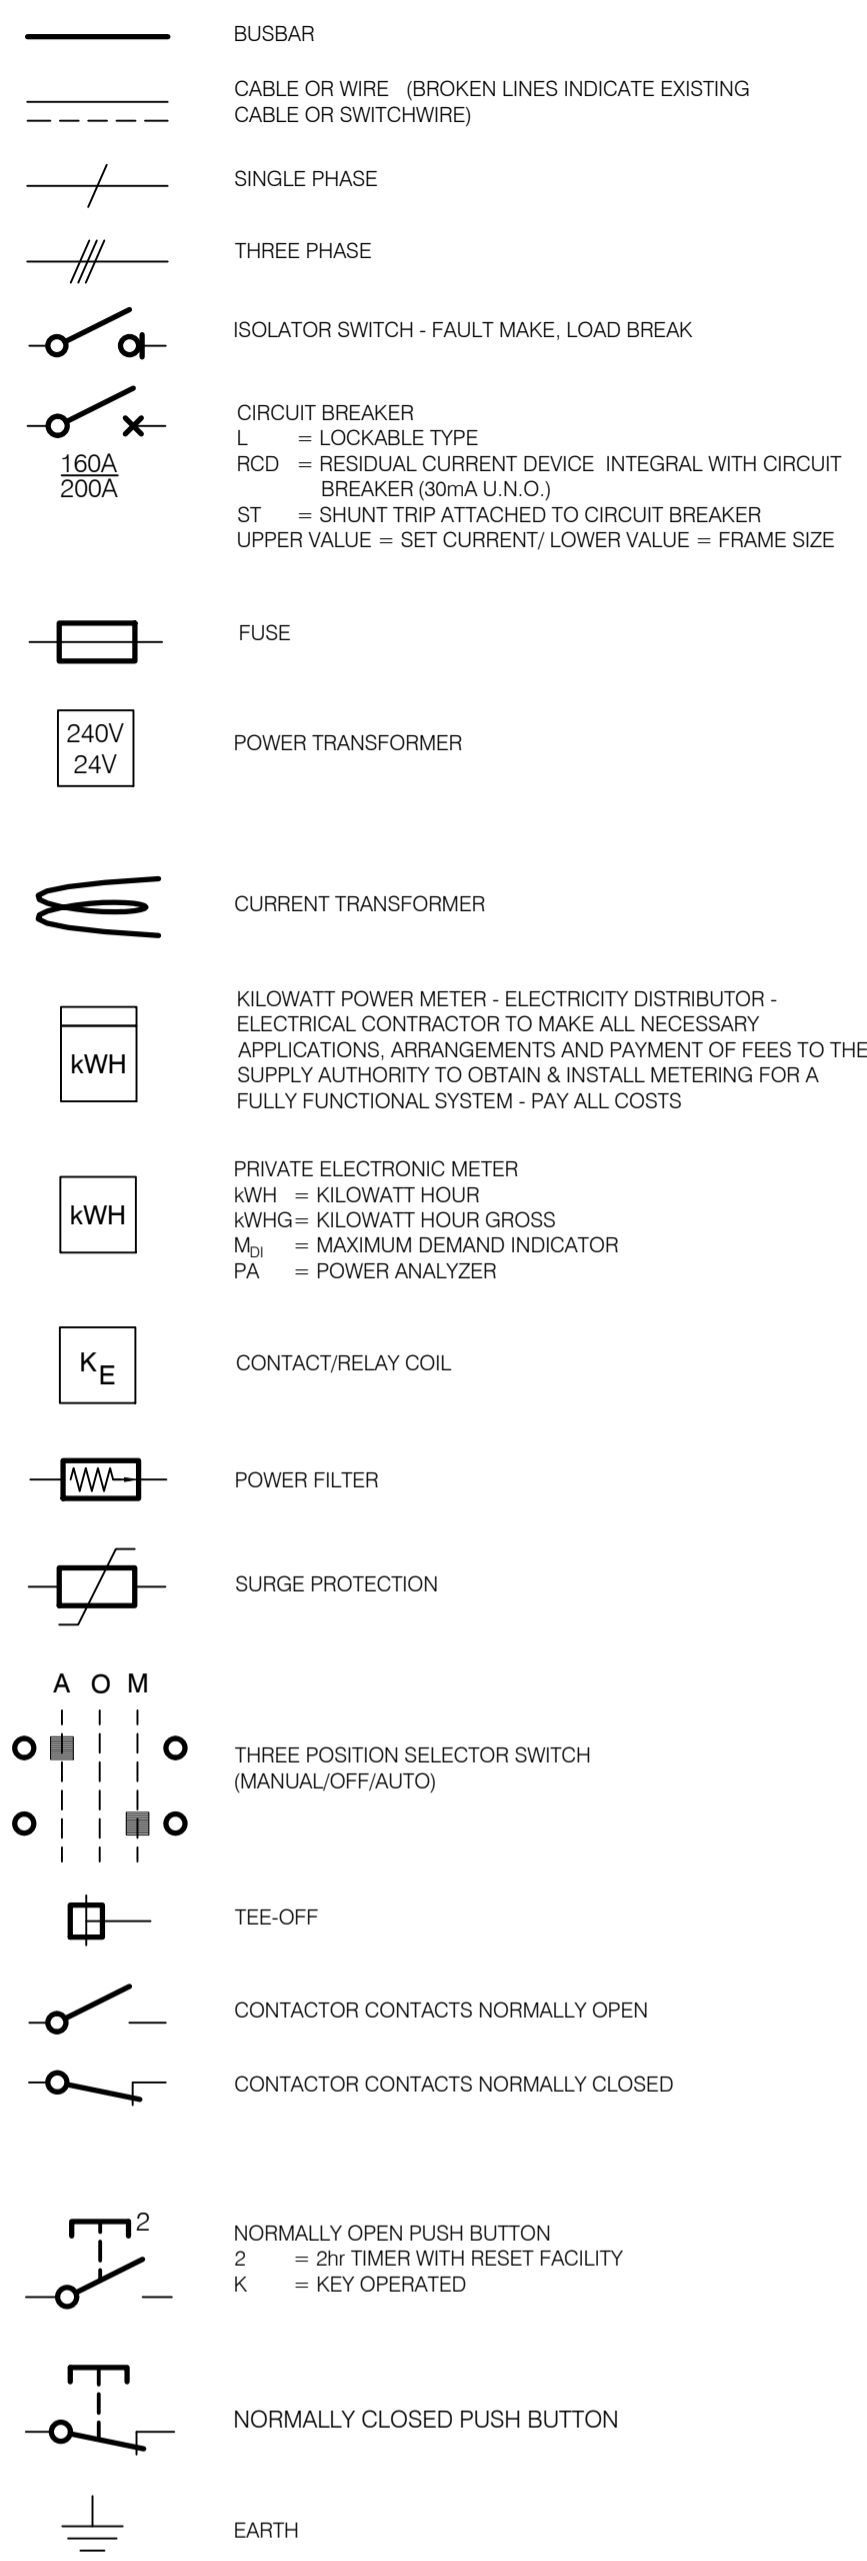 BUSBAR
CABLE OR WIRE (BROKEN LINES INDICATE EXISTING
CABLE OR SWITCHWIRE)
SINGLE PHASE
THREE PHASE
ISOLATOR SWITCH - FAULT MAKE, LOAD BREAK
160A
200A
CIRCUIT BREAKER
L = LOCKABLE TYPE
RCD = RESIDUAL CURRENT DEVICE INTEGRAL WITH CIRCUIT
BREAKER (30mA U.N.O.)
ST = SHUNT TRIP ATTACHED TO CIRCUIT BREAKER
UPPER VALUE = SET CURRENT/ LOWER VALUE = FRAME SIZE
FUSE
240V
24V
POWER TRANSFORMER
CURRENT TRANSFORMER
kWH
KILOWATT POWER METER - ELECTRICITY DISTRIBUTOR -
ELECTRICAL CONTRACTOR TO MAKE ALL NECESSARY
APPLICATIONS, ARRANGEMENTS AND PAYMENT OF FEES TO THE
SUPPLY AUTHORITY TO OBTAIN & INSTALL METERING FOR A
FULLY FUNCTIONAL SYSTEM - PAY ALL COSTS
kWH
PRIVATE ELECTRONIC METER
kWH = KILOWATT HOUR
kWHG= KILOWATT HOUR GROSS
MDI = MAXIMUM DEMAND INDICATOR
PA = POWER ANALYZER
KE
CONTACT/RELAY COIL
POWER FILTER
SURGE PROTECTION
A O M
THREE POSITION SELECTOR SWITCH
(MANUAL/OFF/AUTO)
TEE-OFF
CONTACTOR CONTACTS NORMALLY OPEN
CONTACTOR CONTACTS NORMALLY CLOSED
2
NORMALLY OPEN PUSH BUTTON
2 = 2hr TIMER WITH RESET FACILITY
K = KEY OPERATED
NORMALLY CLOSED PUSH BUTTON
EARTH